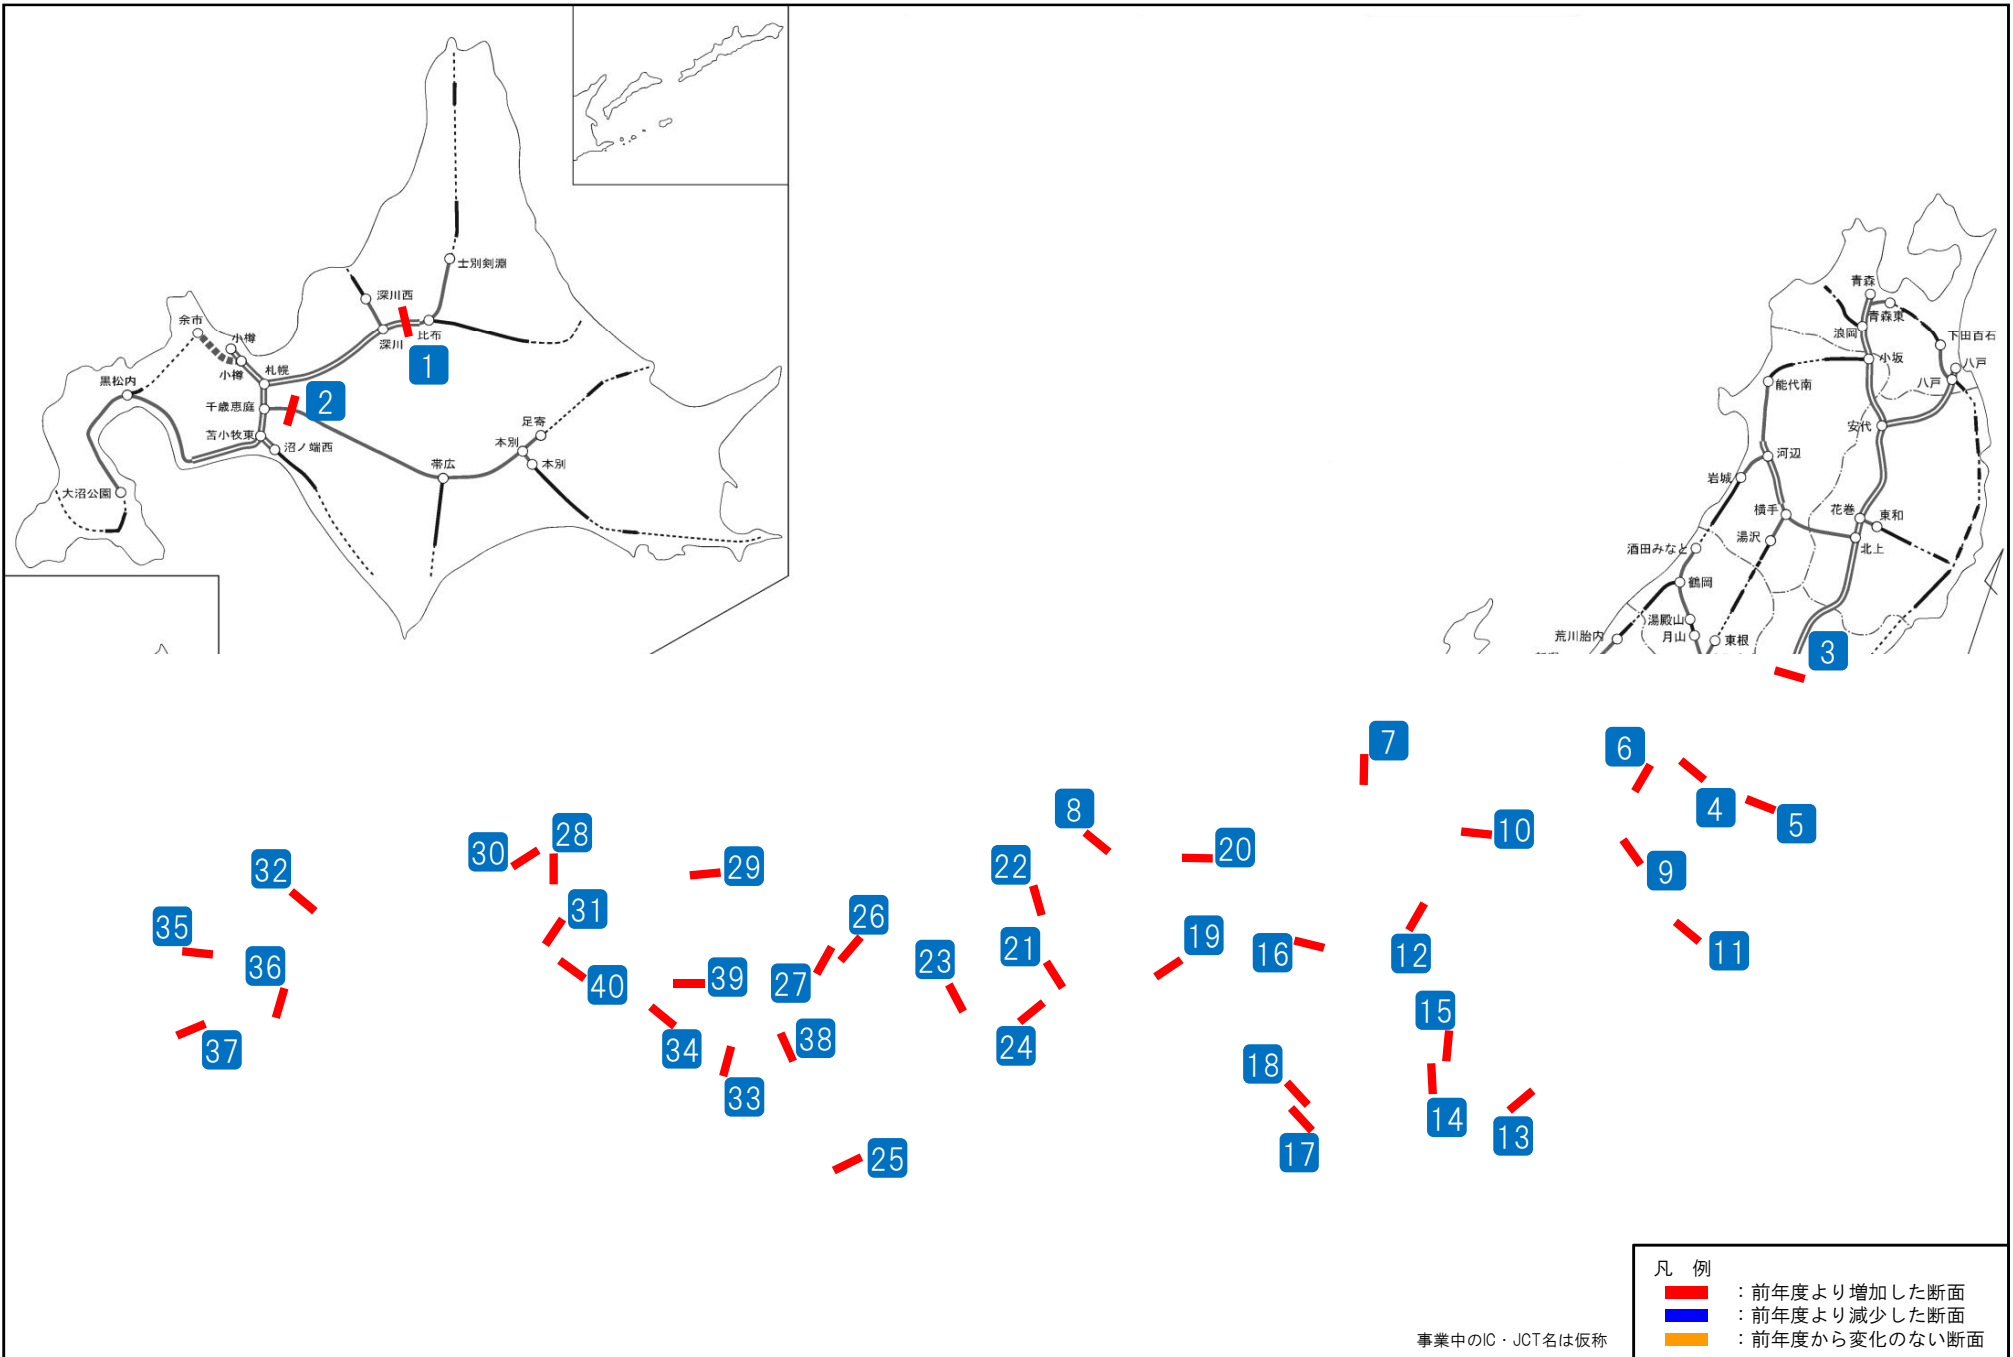 士別剣淵
深川西
余市
小樽
比布
深川
1
小樽
札幌
黒松内
千歳恵庭
2
苫小牧東
沼ノ端西
足寄
本別
本別
帯広
大沼公園
青森
青森東
浪岡
下田百石
小坂
八戸
八戸
能代南
安代
河辺
岩城
横手
花巻
東和
湯沢
北上
酒田みなと
鶴岡
湯殿山
月山
東根
荒川胎内
3
7
6
4
5
8
10
20
30
28
29
22
9
32
31
26
35
21
19
16
12
11
36
40
39
27
23
37
34
38
24
15
18
33
14
13
17
25
凡 例
:前年度より増加した断面
:前年度より減少した断面
:前年度から変化のない断面
事業中のIC・JCT名は仮称